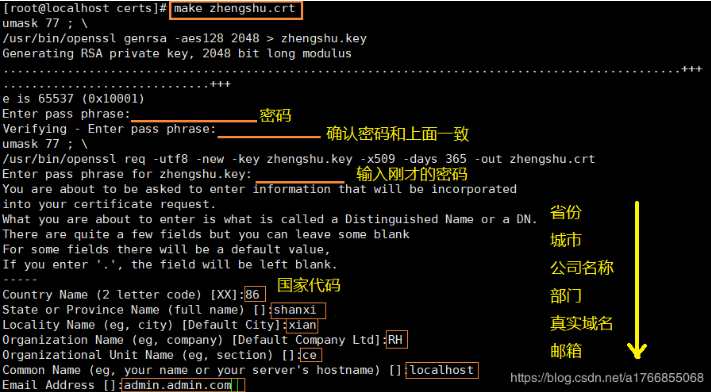 [root@localhost certs]# make zhengshu.crt
umask 77 ; \
/usr/bin/openssl genrsa -aes128 2048 > zhengshu.key
Generating RSA private key, 2048 bit long modulus
...............................................................................................+++
.............................+++
e is 65537 (0x10001)
Enter pass phrase: 密码
Verifying - Enter pass phrase: 确认密码和上面一致
umask 77 ; \
/usr/bin/openssl req -utf8 -new -key zhengshu.key -x509 -days 365 -out zhengshu.crt
Enter pass phrase for zhengshu.key: 输入刚才的密码
You are about to be asked to enter information that will be incorporated
into your certificate request.
What you are about to enter is what is called a Distinguished Name or a DN.
There are quite a few fields but you can leave some blank
For some fields there will be a default value,
If you enter '.', the field will be left blank.
-----
Country Name (2 letter code) [XX]:86 国家代码
State or Province Name (full name) []:shanxi
Locality Name (eg, city) [Default City]:xian
Organization Name (eg, company) [Default Company Ltd]:RH
Organizational Unit Name (eg, section) []:ce
Common Name (eg, your name or your server's hostname) []:localhost
Email Address []:admin.admin.com
省份
城市
公司名称
部门
真实域名
邮箱
https://blog.csdn.net/a1766855068